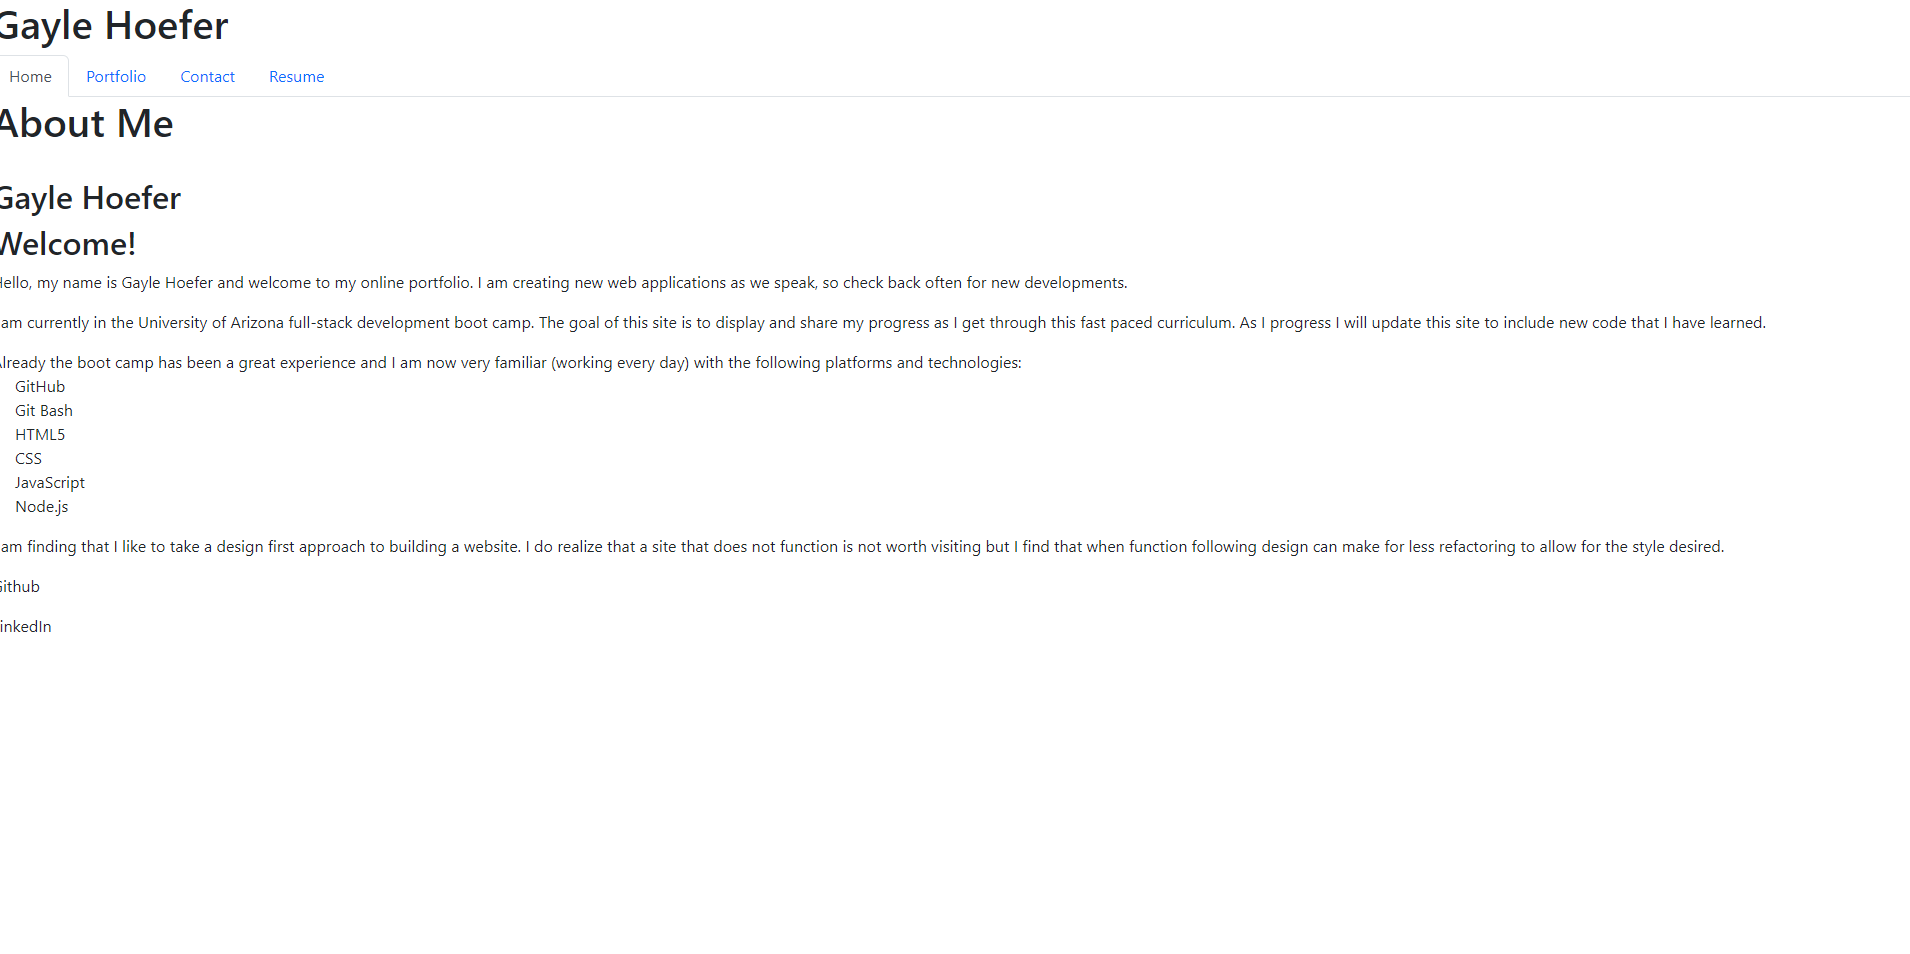 Gayle Hoefer
Home Portfolio Contact Resume
About Me
Gayle Hoefer
Welcome!
Hello, my name is Gayle Hoefer and welcome to my online portfolio. I am creating new web applications as we speak, so check back often for new developments.
am currently in the University of Arizona full-stack development boot camp. The goal of this site is to display and share my progress as I get through this fast paced curriculum. As I progress I will update this site to include new code that I have learned.
Already the boot camp has been a great experience and I am now very familiar (working every day) with the following platforms and technologies:
GitHub
Git Bash
HTML5
CSS
JavaScript
Node.js
am finding that I like to take a design first approach to building a website. I do realize that a site that does not function is not worth visiting but I find that when function following design can make for less refactoring to allow for the style desired.
Github
LinkedIn